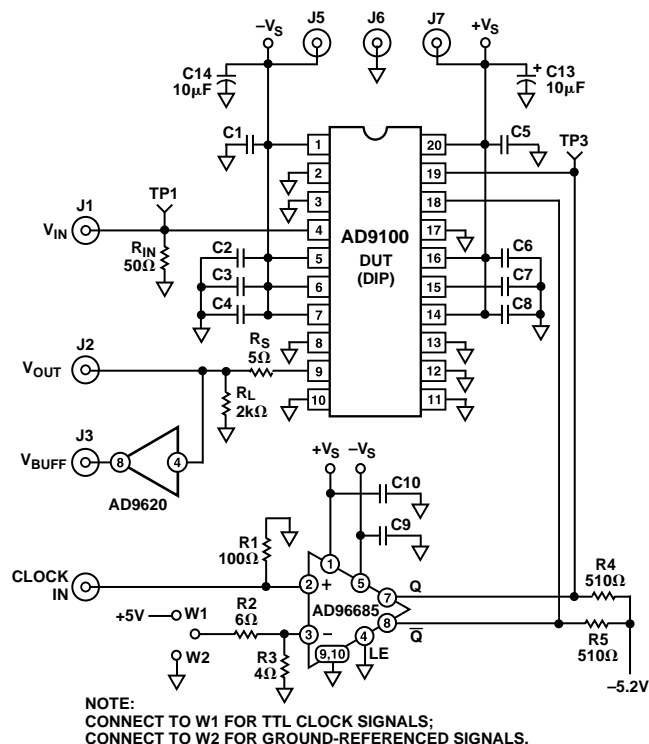 –VS
J5
J6
J7
+VS
C14
10µF
+
C13
10µF
C1
1
20
C5
TP3
2
19
TP1
3
18
J1
VIN
4
AD9100
17
RIN
50Ω
DUT
(DIP)
C2
5
16
C6
C3
6
15
C7
C4
7
14
C8
J2
RS
5Ω
8
13
VOUT
9
12
RL
2kΩ
10
11
J3
VBUFF
8
4
AD9620
+VS
–VS
C10
C9
R1
100Ω
1
5
CLOCK
IN
2
+
7
Q
R4
510Ω
AD96685
+5V
W1
R2
6Ω
3
–
8
Q
R5
510Ω
W2
R3
4Ω
9,10
4
LE
–5.2V
NOTE:
CONNECT TO W1 FOR TTL CLOCK SIGNALS;
CONNECT TO W2 FOR GROUND-REFERENCED SIGNALS.